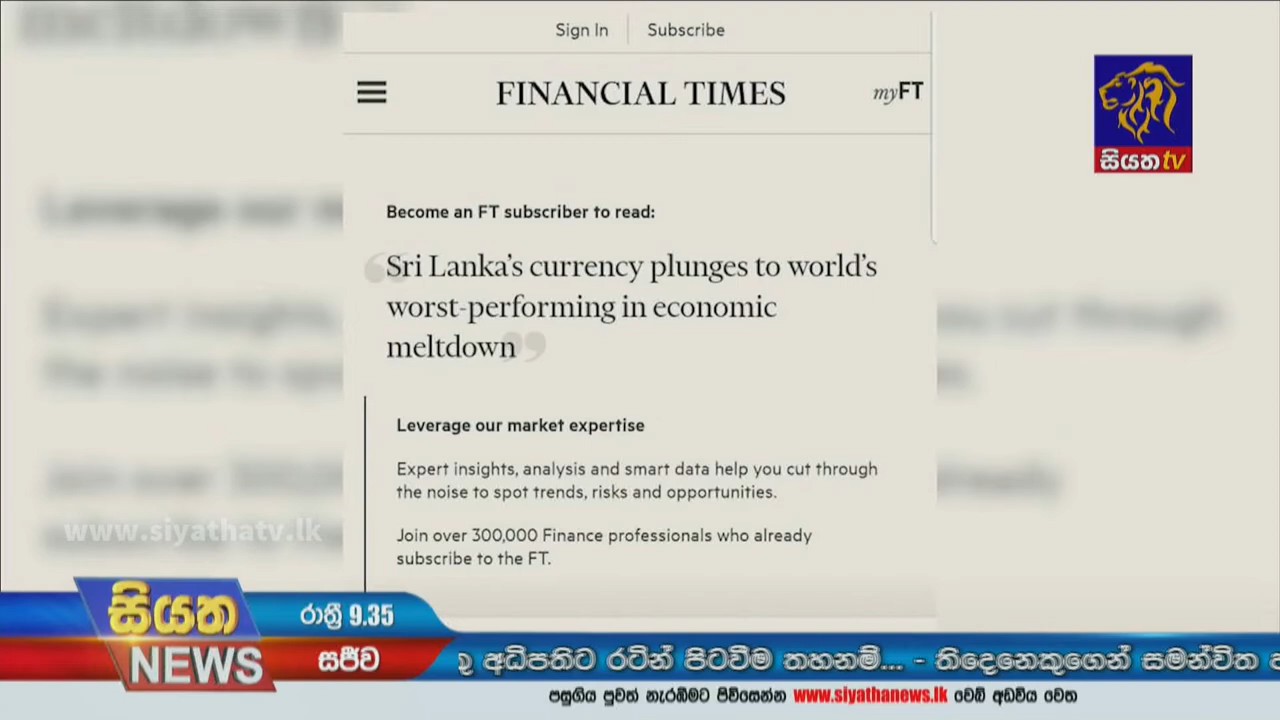 Sign In Subscribe
FINANCIAL TIMES
myFT
සියත tv
Become an FT subscriber to read:
“Sri Lanka’s currency plunges to world’s
worst-performing in economic
meltdown”
Leverage our market expertise
Expert insights, analysis and smart data help you cut through
the noise to spot trends, risks and opportunities.
Join over 300,000 Finance professionals who already
subscribe to the FT.
www.siyathatv.lk
සියත
NEWS
රාත්‍රී 9.35
සජීව
අධිපතිට රටින් පිටවීම තහනම්... - තිදෙනෙකුගෙන් සමන්විත
පසුගිය පුවත් නැරඹීමට පිවිසෙන්න www.siyathanews.lk වෙබ් අඩවිය වෙත